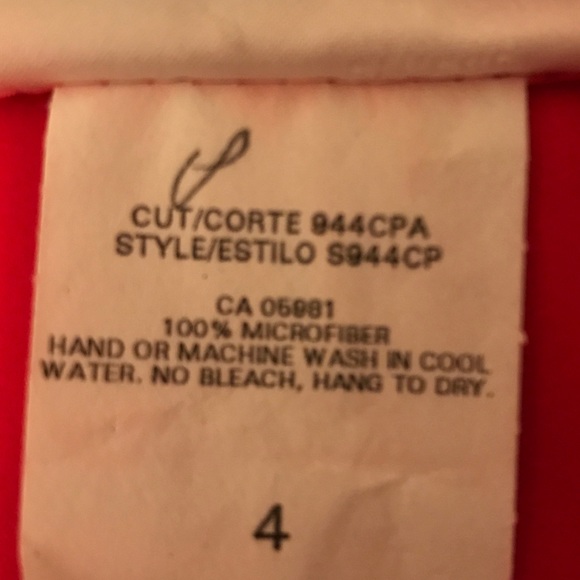 CUT/CORTE 944CPA
STYLE/ESTILO S944CP
CA 05981
100% MICROFIBER
HAND OR MACHINE WASH IN COOL
WATER. NO BLEACH, HANG TO DRY.
4